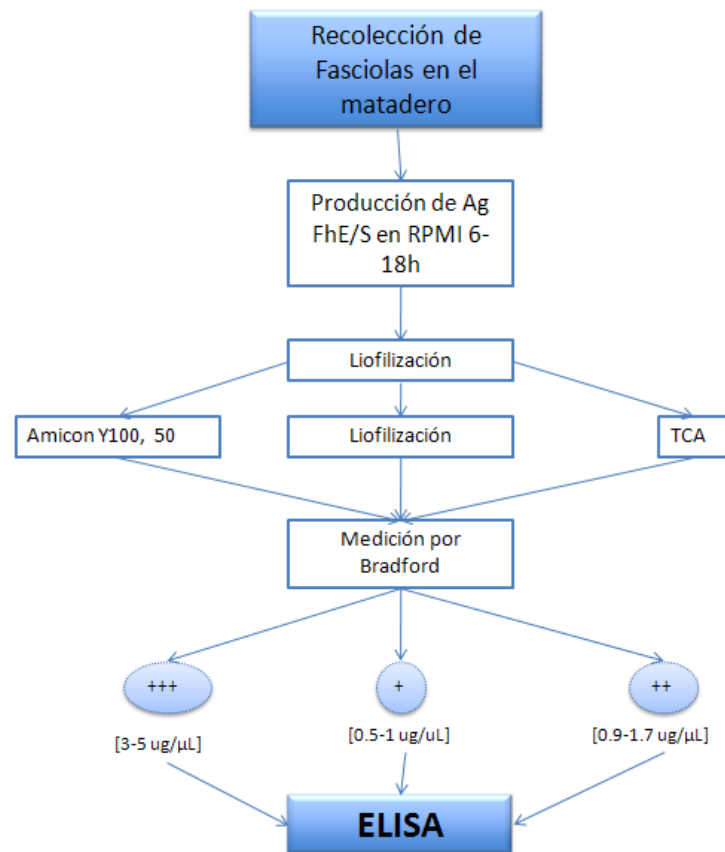 Recolección de
Fasciolas en el
matadero
Producción de Ag
FhE/S en RPMI 6-
18h
Liofilización
Amicon Y100, 50
Liofilización
TCA
Medición por
Bradford
+++
+
++
[3-5 ug/µL]
[0.5-1 ug/uL]
[0.9-1.7 ug/µL]
ELISA